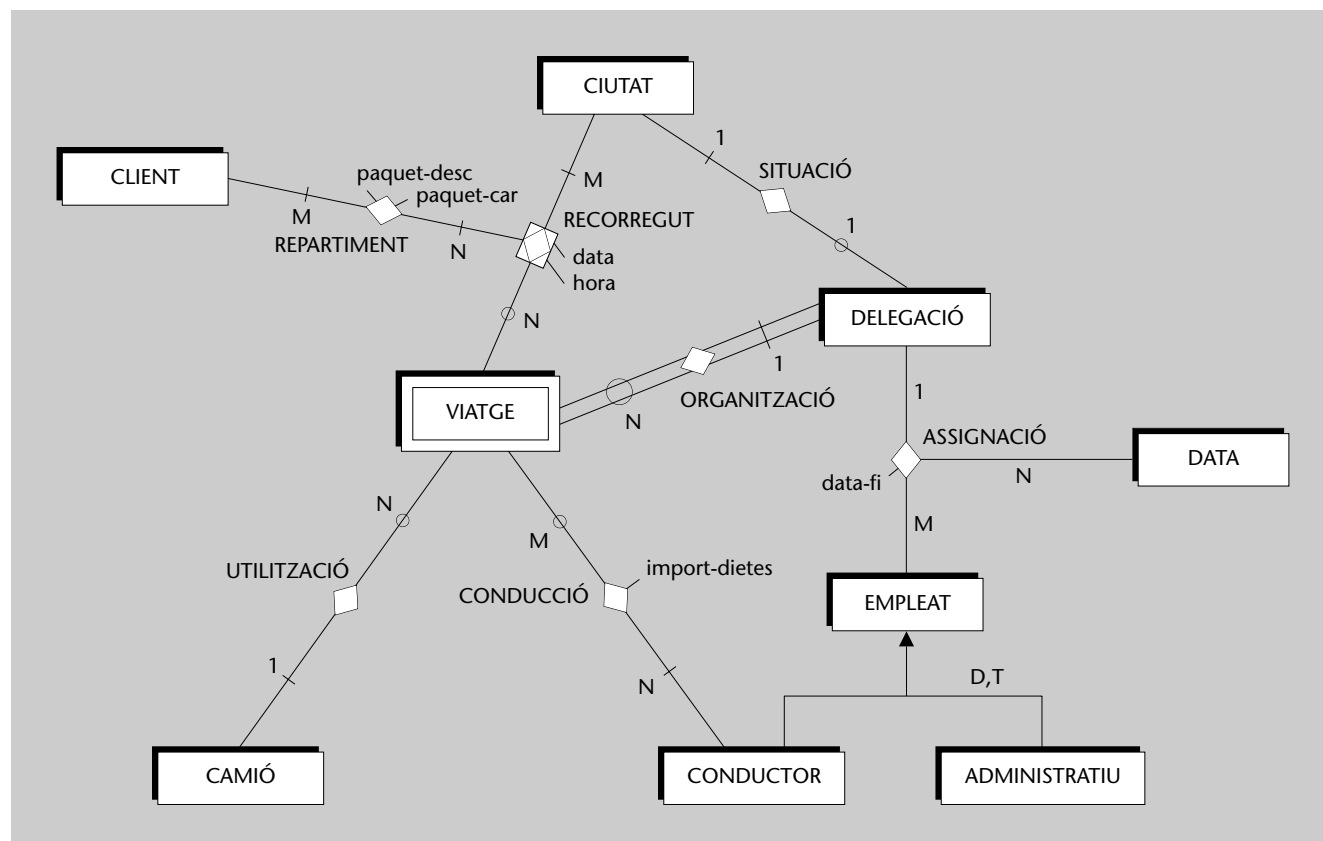 CIUTAT
1
SITUACIÓ
1
CLIENT
paquet-desc
paquet-car
M
REPARTIMENT
N
M
RECORREGUT
data
hora
N
DELEGACIÓ
1
ORGANITZACIÓ
N
VIATGE
1
ASSIGNACIÓ
data-fi
N
DATA
M
N
UTILITZACIÓ
1
M
CONDUCCIÓ
import-dietes
N
EMPLEAT
D,T
CAMIÓ
CONDUCTOR
ADMINISTRATIU